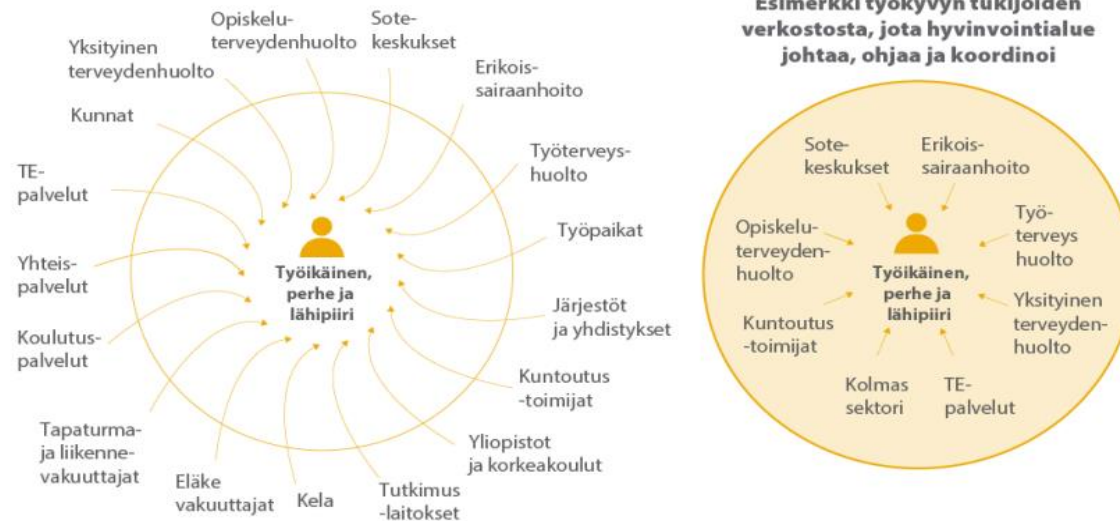 Opiskelu-
terveydenhuolto
Sote-
keskukset
Yksityinen
terveydenhuolto
Erikois-
sairaanhoito
Kunnat
Työterveys-
huolto
TE-
palvelut
Työpaikat
Yhteis-
palvelut
Järjestöt
ja yhdistykset
Koulutus-
palvelut
Kuntoutus
-toimijat
Tapaturma-
ja liikenne-
vakuuttajat
Yliopistot
ja korkeakoulut
Eläke
vakuuttajat
Kela
Tutkimus
-laitokset
Työikäinen,
perhe ja
lähipiiri
Esimerkki työkyvyn tukijoiden
verkostosta, jota hyvinvointialue
johtaa, ohjaa ja koordinoi
Sote-
keskukset
Erikois-
sairaanhoito
Opiskelu-
terveyden-
huolto
Työ-
terveys
huolto
Työikäinen,
perhe ja
lähipiiri
Kuntoutus
-toimijat
Yksityinen
terveyden-
huolto
Kolmas
sektori
TE-
palvelut